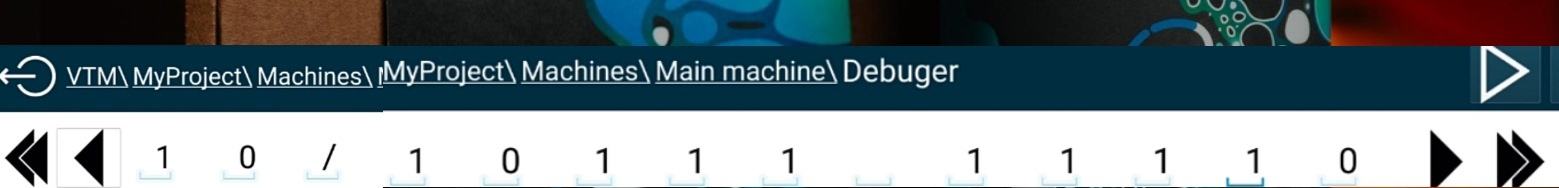 VTM\ MyProject\ Machines\ MyProject\ Machines\ Main machine\ Debuger
1 0 / 1 0 1 1 1 1 1 1 1 0